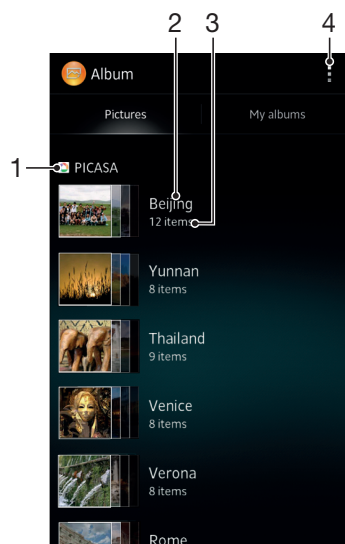 2 3 4
Album
Pictures My albums
1 PICASA
Beijing
12 items
Yunnan
8 items
Thailand
9 items
Venice
8 items
Verona
8 items
Rome